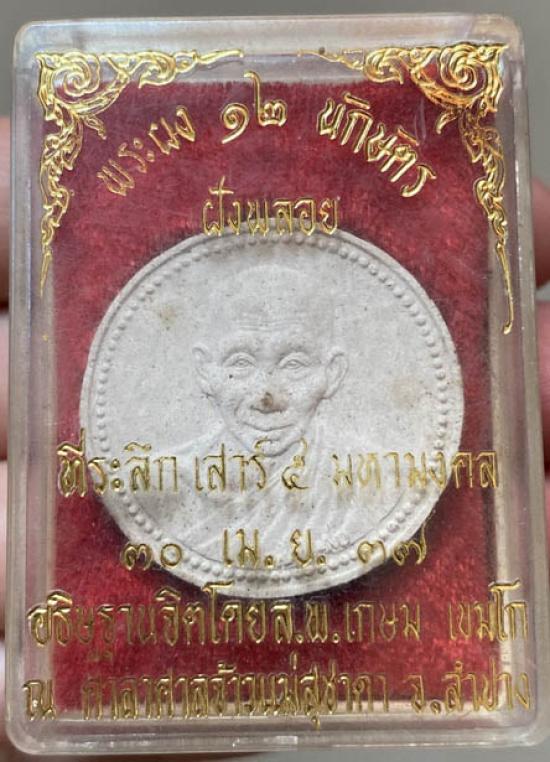 พระผง ๑๒ นักษัตร
ฝังพลอย
ที่ระลึก เสาร์ ๕ มหามงคล
๓๐ เม.ย. ๓๗
อธิษฐานจิตโดยล.พ.เกษม เขมโก
ณ ศาลาศาลจ้าวแม่สุชาดา จ.ลำปาง